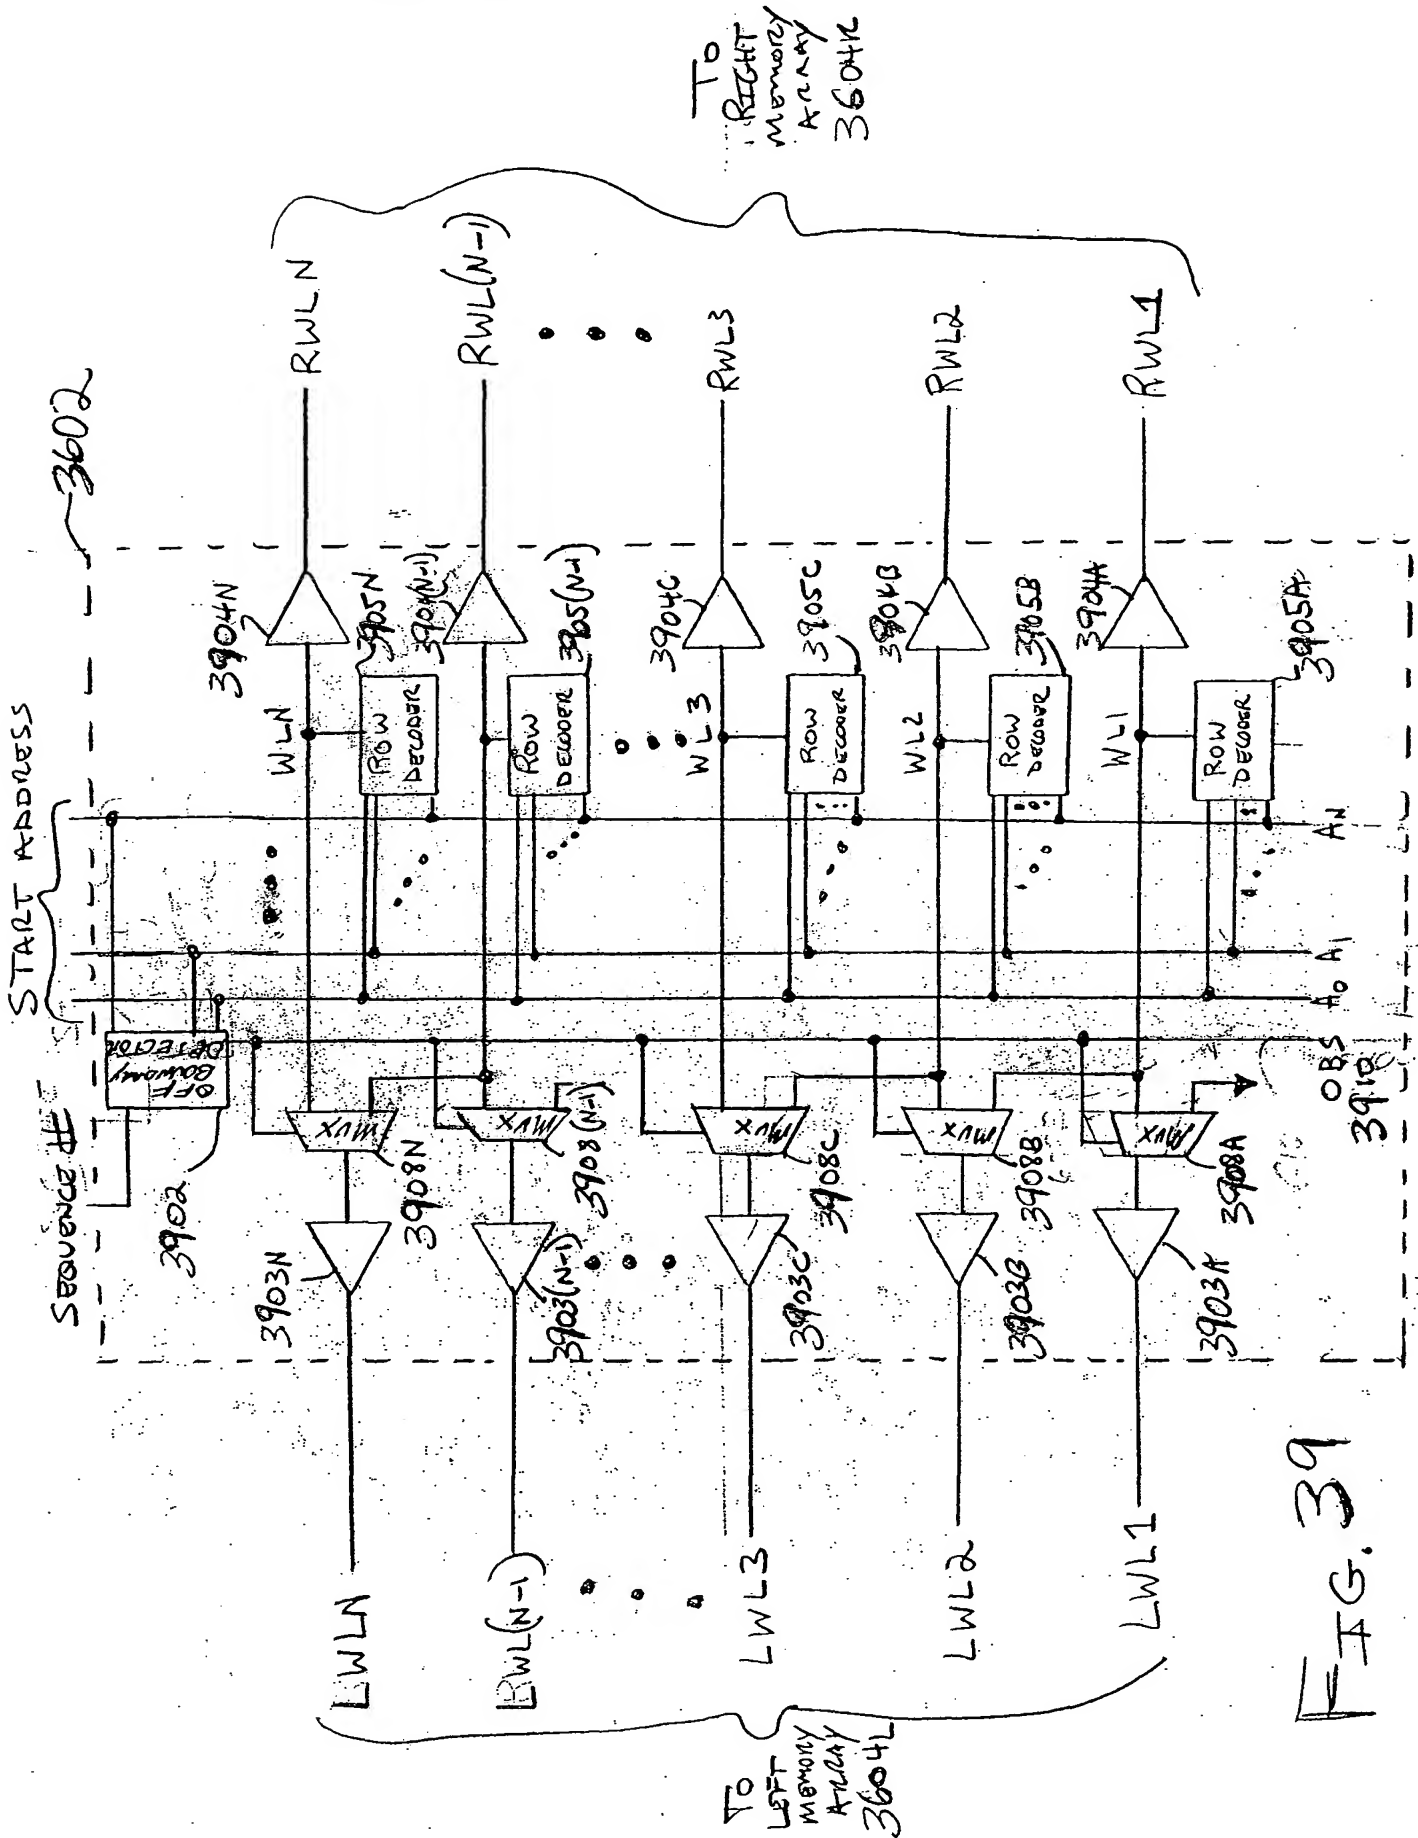 START ADDRESS
SEQUENCE #
3602
OFF
BOUNDARY
DETECTOR
3902
LWLN
3903N
3908N
MUX
WLN
3904N
RWLN
ROW
DECODER
3905N
LWL(N-1)
3903(N-1)
3908(N-1)
MUX
3904(N-1)
RWL(N-1)
ROW
DECODER
3905(N-1)
LWL3
3903C
3908C
MUX
WL3
3904C
RWL3
ROW
DECODER
3905C
LWL2
3903B
3908B
MUX
WL2
3904B
RWL2
ROW
DECODER
3905B
LWL1
3903A
3908A
MUX
WL1
3904A
RWL1
ROW
DECODER
3905A
OBS
3910
A0
A1
AN
TO
LEFT
MEMORY
ARRAY
3604L
TO
RIGHT
MEMORY
ARRAY
3604R
FIG. 39